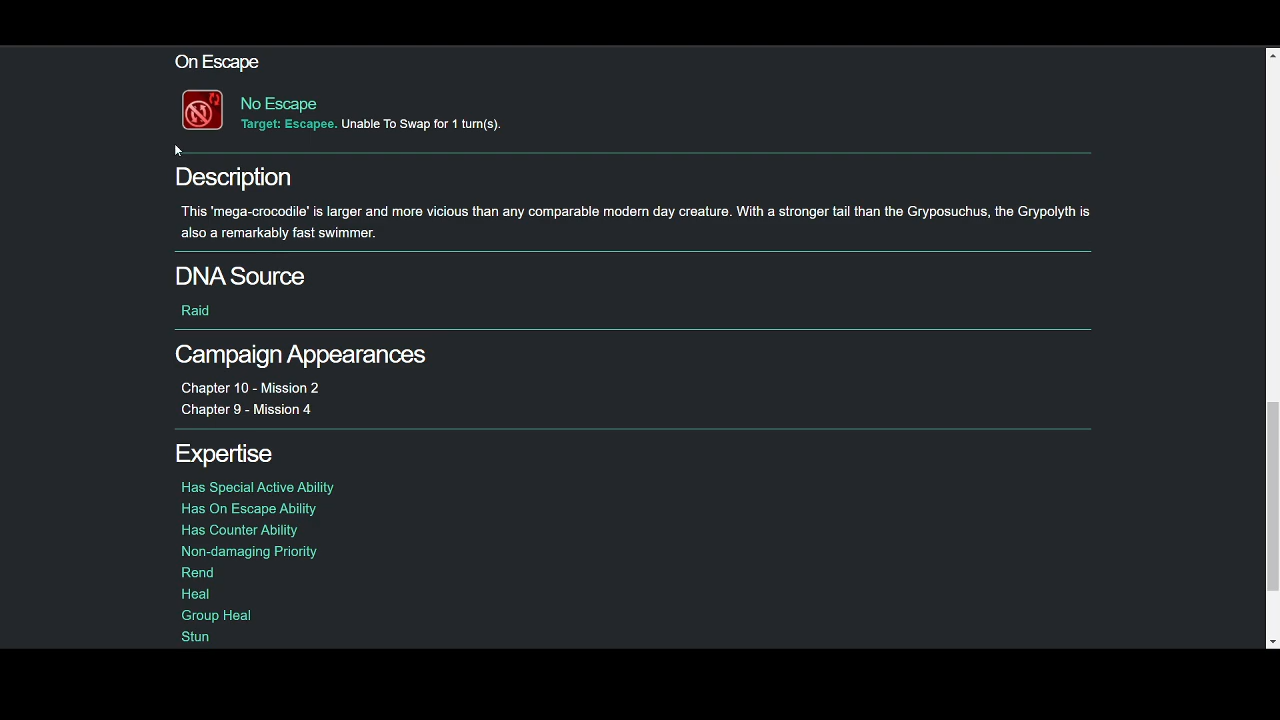 On Escape
No Escape
Target: Escapee. Unable To Swap for 1 turn(s).
Description
This 'mega-crocodile' is larger and more vicious than any comparable modern day creature. With a stronger tail than the Gryposuchus, the Grypolyth is
also a remarkably fast swimmer.
DNA Source
Raid
Campaign Appearances
Chapter 10 - Mission 2
Chapter 9 - Mission 4
Expertise
Has Special Active Ability
Has On Escape Ability
Has Counter Ability
Non-damaging Priority
Rend
Heal
Group Heal
Stun